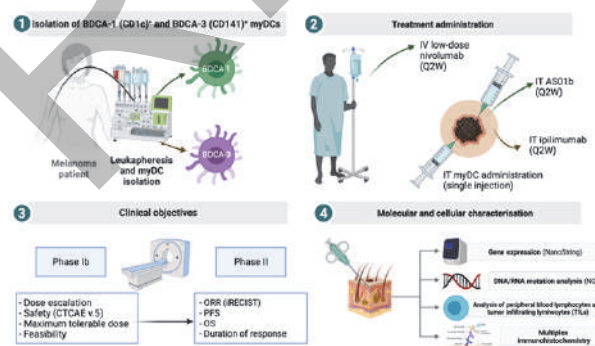 1 Isolation of BDCA-1 (CD1c)+ and BDCA-3 (CD141)+ myDCs
BDCA-1
BDCA-3
Melanoma
patient
Leukapheresis
and myDC
isolation
2 Treatment administration
IV low-dose
nivolumab
(Q2W)
IT AS01b
(Q2W)
IT ipilimumab
(Q2W)
IT myDC administration
(single injection)
3 Clinical objectives
Phase Ib
Phase II
- Dose escalation
- Safety (CTCAE v.5)
- Maximum tolerable dose
- Feasibility
- ORR (iRECIST)
- PFS
- OS
- Duration of response
4 Molecular and cellular characterisation
Gene expression (NanoString)
DNA/RNA mutation analysis (NG
Analysis of peripheral blood lymphocytes a
tumor infiltrating lymhocytes (TILs)
Multiplex
immunohistochemistry